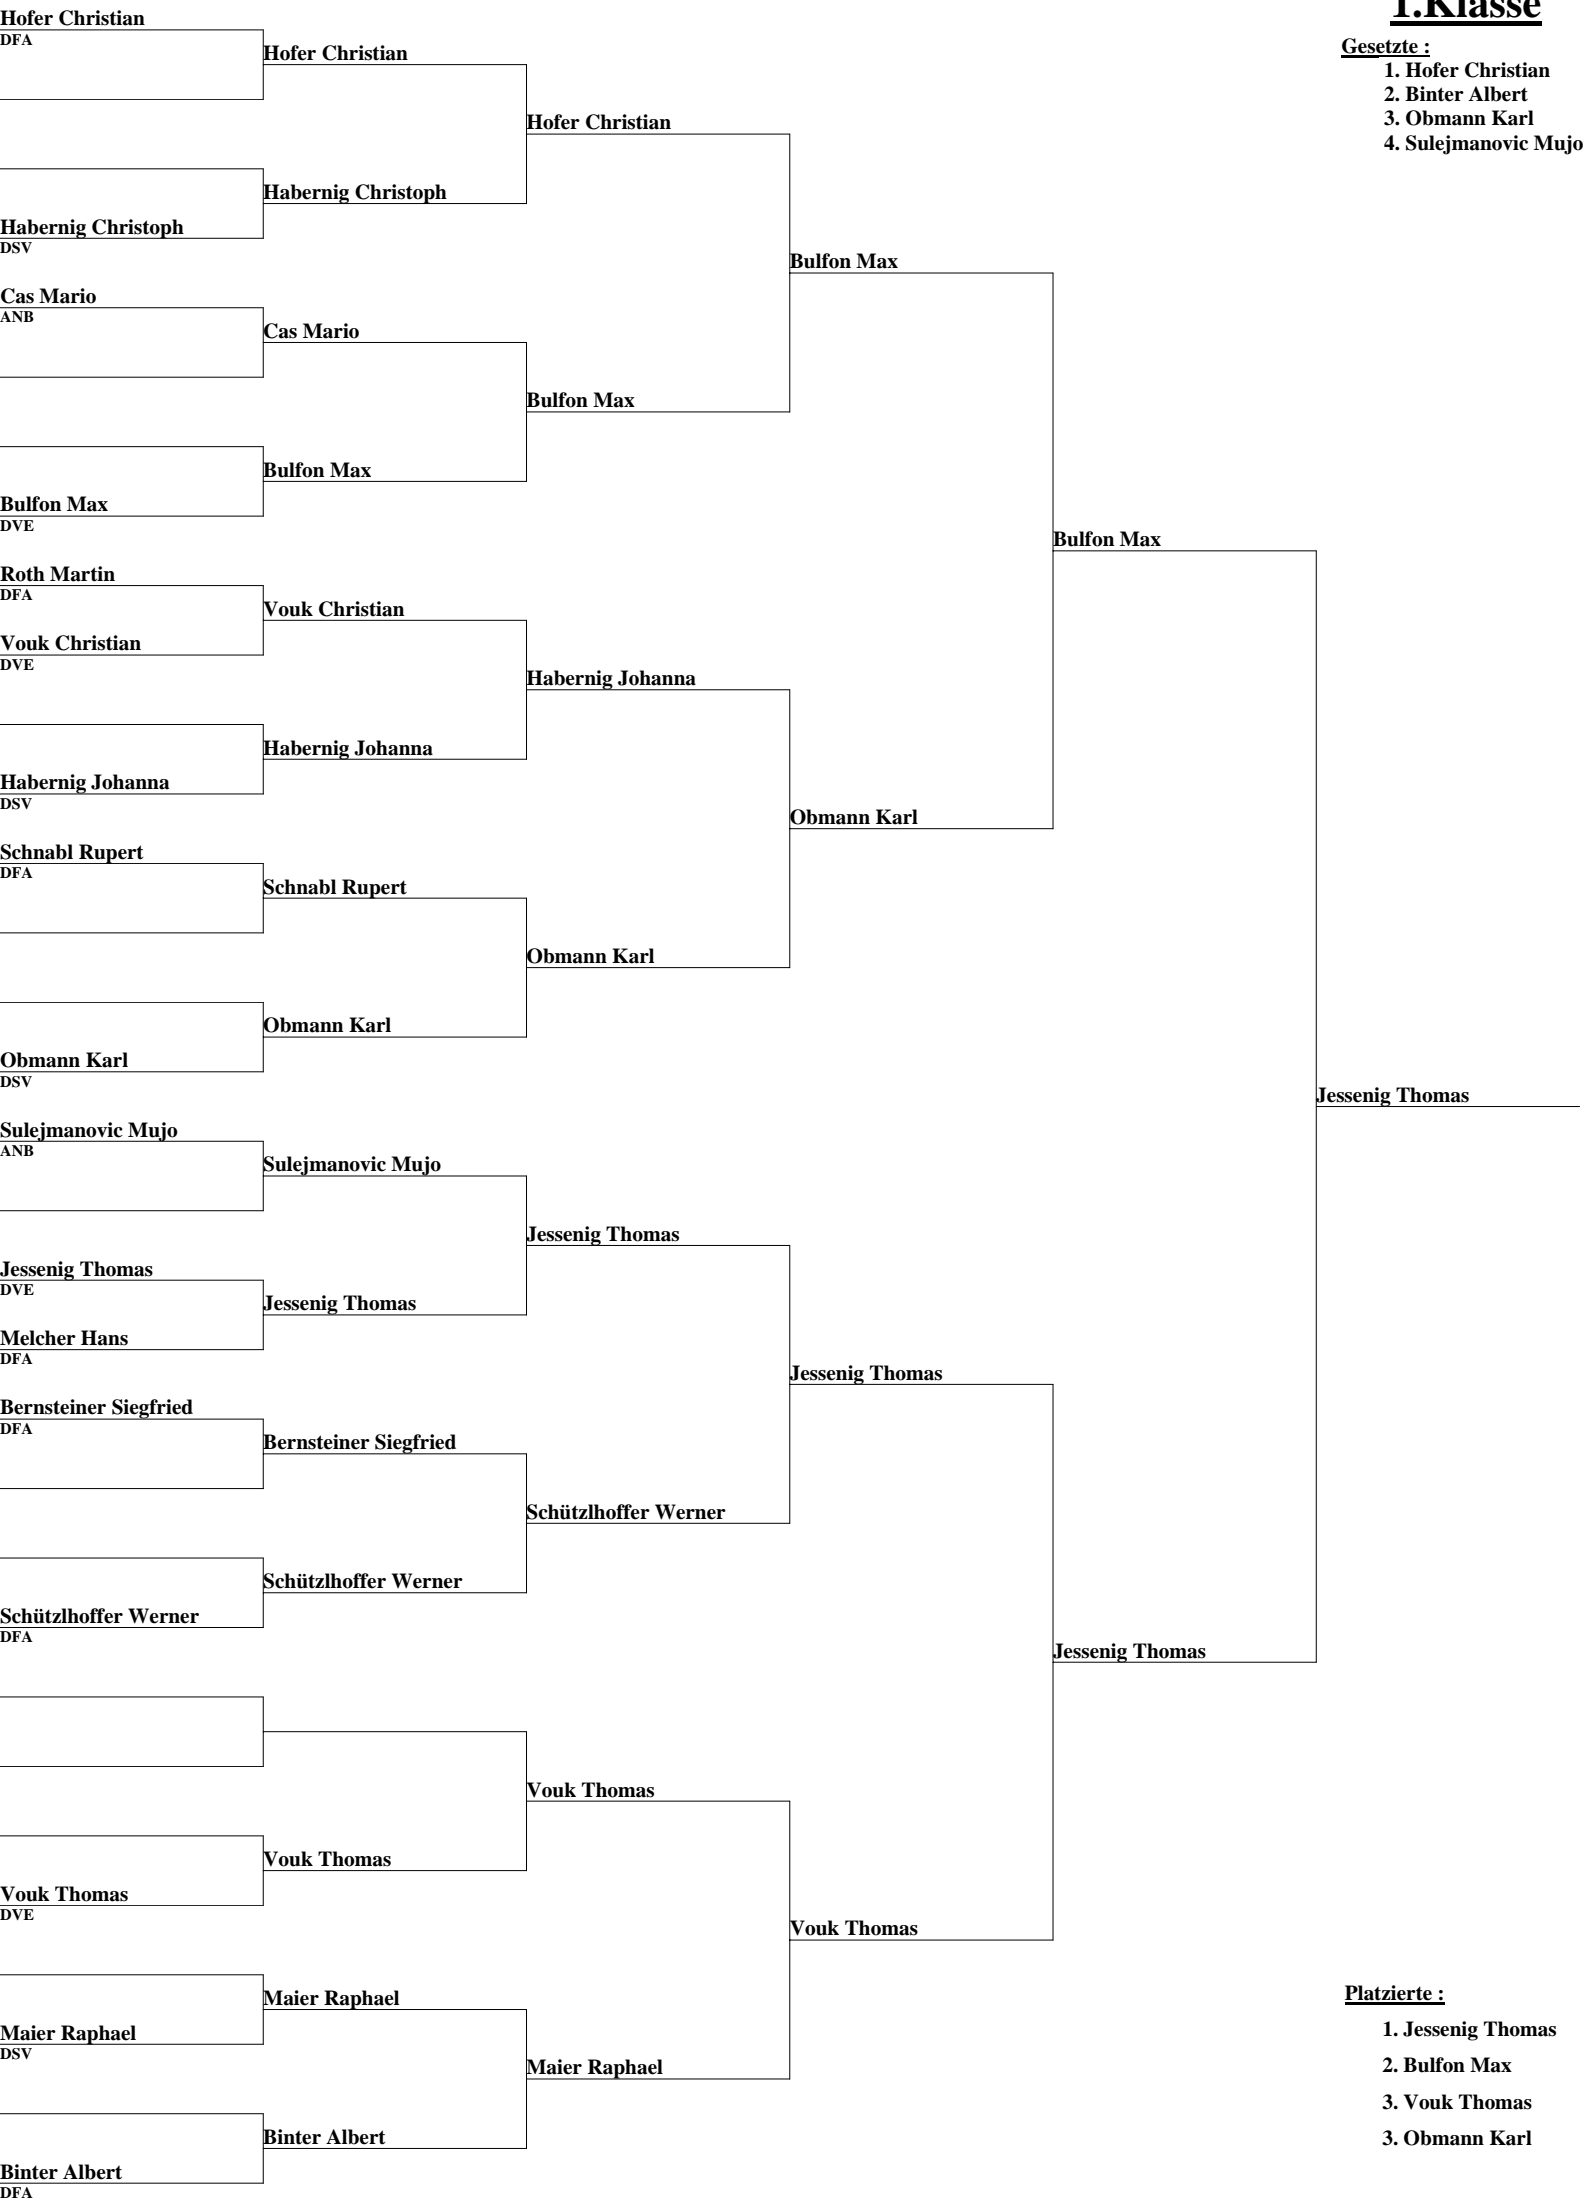 1.Klasse
Gesetzte :
1. Hofer Christian
2. Binter Albert
3. Obmann Karl
4. Sulejmanovic Mujo
Hofer Christian
DFA
Habernig Christoph
DSV
Cas Mario
ANB
Bulfon Max
DVE
Roth Martin
DFA
Vouk Christian
DVE
Habernig Johanna
DSV
Schnabl Rupert
DFA
Obmann Karl
DSV
Sulejmanovic Mujo
ANB
Jessenig Thomas
DVE
Melcher Hans
DFA
Bernsteiner Siegfried
DFA
Schützlhoffer Werner
DFA
Vouk Thomas
DVE
Maier Raphael
DSV
Binter Albert
DFA
Hofer Christian
Habernig Christoph
Cas Mario
Bulfon Max
Vouk Christian
Habernig Johanna
Schnabl Rupert
Obmann Karl
Sulejmanovic Mujo
Jessenig Thomas
Bernsteiner Siegfried
Schützlhoffer Werner
Vouk Thomas
Maier Raphael
Binter Albert
Hofer Christian
Bulfon Max
Habernig Johanna
Obmann Karl
Jessenig Thomas
Schützlhoffer Werner
Vouk Thomas
Maier Raphael
Bulfon Max
Obmann Karl
Jessenig Thomas
Vouk Thomas
Bulfon Max
Jessenig Thomas
Jessenig Thomas
Platzierte :
1. Jessenig Thomas
2. Bulfon Max
3. Vouk Thomas
3. Obmann Karl